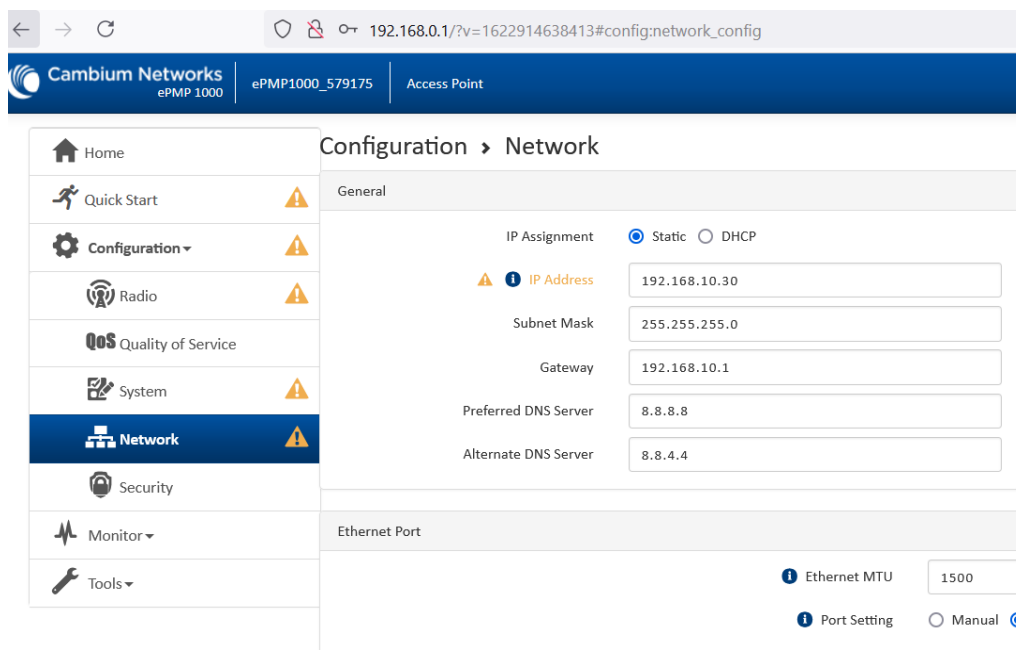 192.168.0.1/?v=1622914638413#config:network_config
Cambium Networks
ePMP 1000
ePMP1000_579175
Access Point
Home
Quick Start
Configuration
Radio
QoS Quality of Service
System
Network
Security
Monitor
Tools
Configuration > Network
General
IP Assignment Static DHCP
IP Address 192.168.10.30
Subnet Mask 255.255.255.0
Gateway 192.168.10.1
Preferred DNS Server 8.8.8.8
Alternate DNS Server 8.8.4.4
Ethernet Port
Ethernet MTU 1500
Port Setting Manual